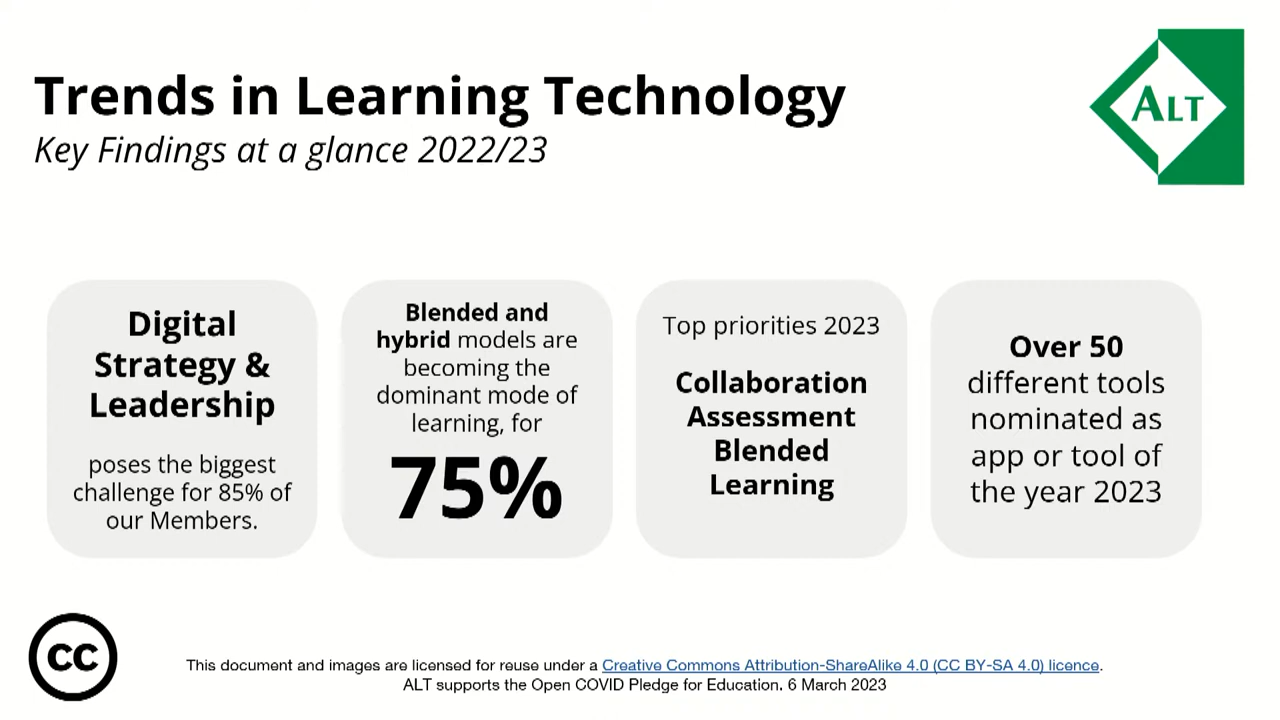 Trends in Learning Technology
Key Findings at a glance 2022/23
ALT
Digital
Strategy &
Leadership
poses the biggest
challenge for 85% of
our Members.
Blended and
hybrid models are
becoming the
dominant mode of
learning, for
75%
Top priorities 2023
Collaboration
Assessment
Blended
Learning
Over 50
different tools
nominated as
app or tool of
the year 2023
cc
This document and images are licensed for reuse under a Creative Commons Attribution-ShareAlike 4.0 (CC BY-SA 4.0) licence.
ALT supports the Open COVID Pledge for Education. 6 March 2023